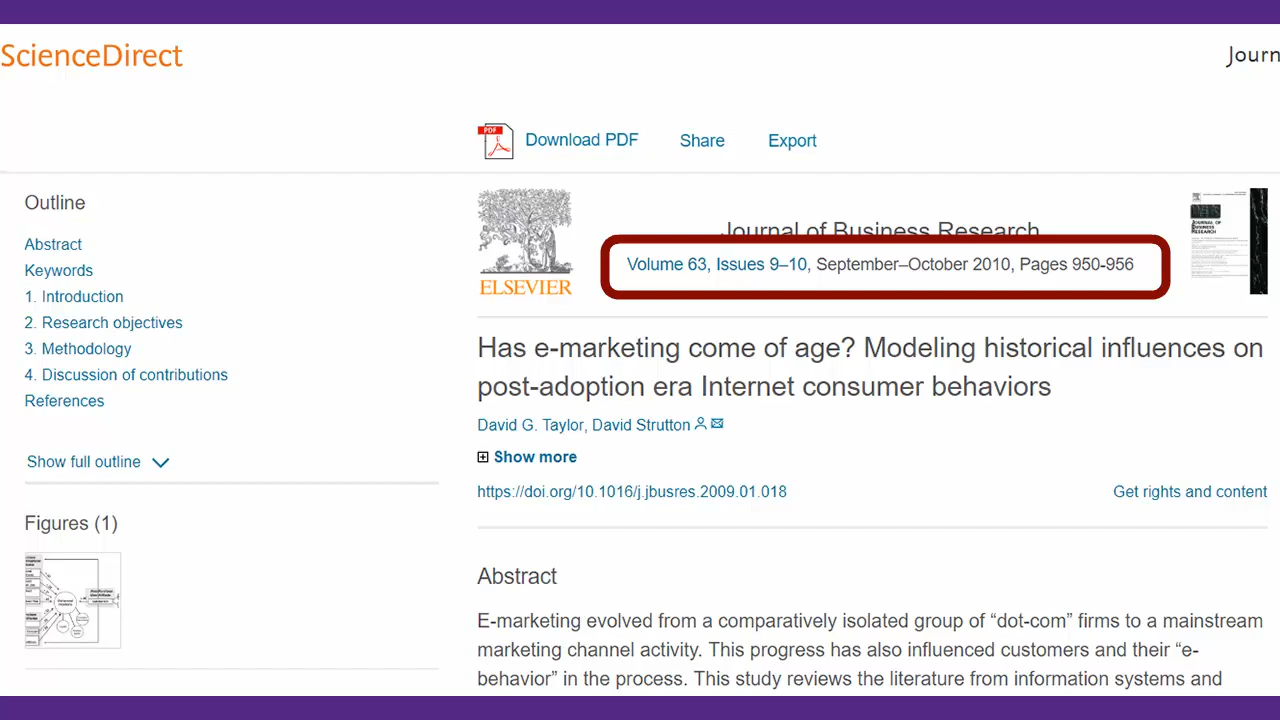 ScienceDirect
Journ
PDF
Download PDF
Share
Export
Outline
Abstract
Keywords
1. Introduction
2. Research objectives
3. Methodology
4. Discussion of contributions
References
Show full outline
Figures (1)
ELSEVIER
Journal of Business Research
Volume 63, Issues 9–10, September–October 2010, Pages 950-956
JOURNAL OF
BUSINESS
RESEARCH
Has e-marketing come of age? Modeling historical influences on
post-adoption era Internet consumer behaviors
David G. Taylor, David Strutton
Show more
https://doi.org/10.1016/j.jbusres.2009.01.018
Get rights and content
Abstract
E-marketing evolved from a comparatively isolated group of “dot-com” firms to a mainstream
marketing channel activity. This progress has also influenced customers and their “e-
behavior” in the process. This study reviews the literature from information systems and